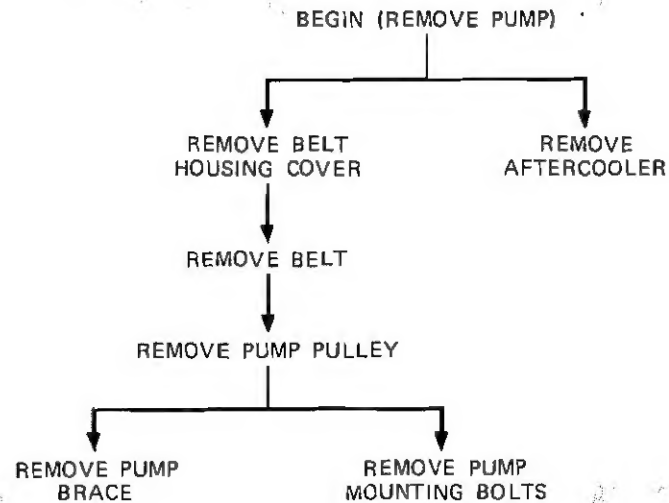 BEGIN (REMOVE PUMP)
REMOVE BELT
HOUSING COVER
REMOVE
AFTERCOOLER
REMOVE BELT
REMOVE PUMP PULLEY
REMOVE PUMP
BRACE
REMOVE PUMP
MOUNTING BOLTS